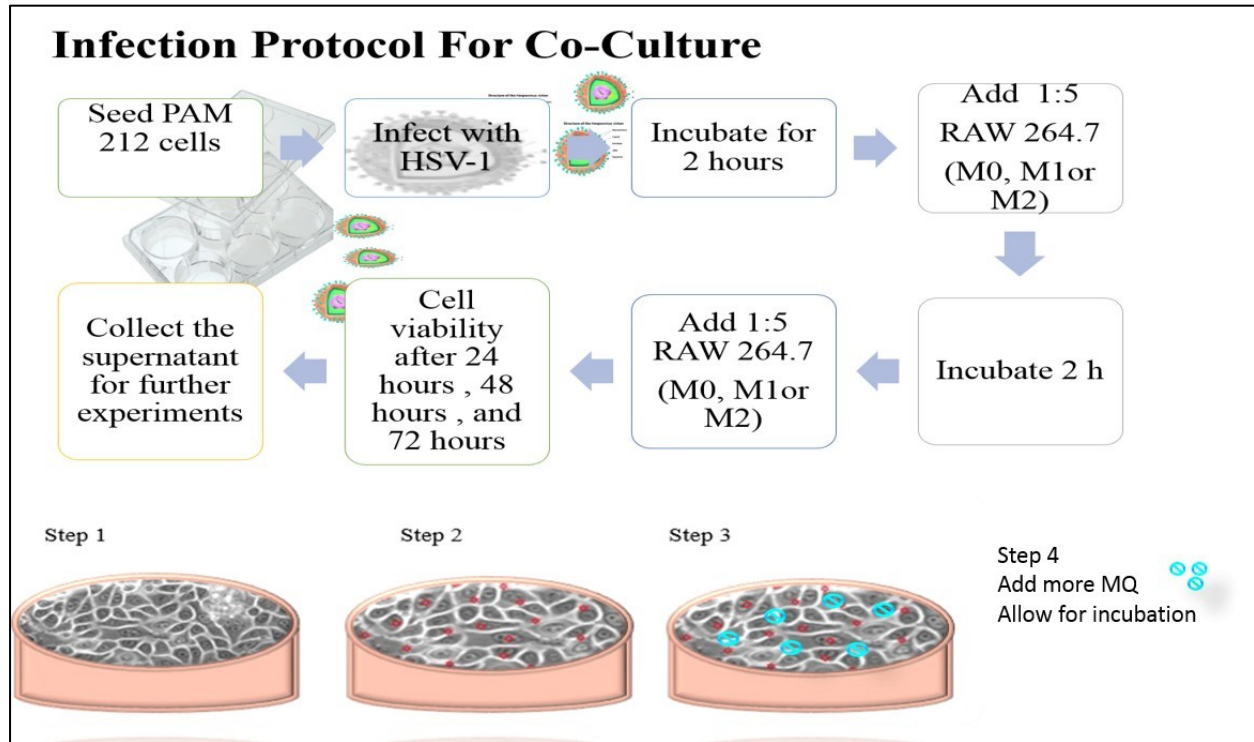 Infection Protocol For Co-Culture
Seed PAM
212 cells
Infect with
HSV-1
Incubate for
2 hours
Add 1:5
RAW 264.7
(M0, M1or
M2)
Incubate 2 h
Add 1:5
RAW 264.7
(M0, M1or
M2)
Cell
viability
after 24
hours , 48
hours , and
72 hours
Collect the
supernatant
for further
experiments
Step 1
Step 2
Step 3
Step 4
Add more MQ
Allow for incubation